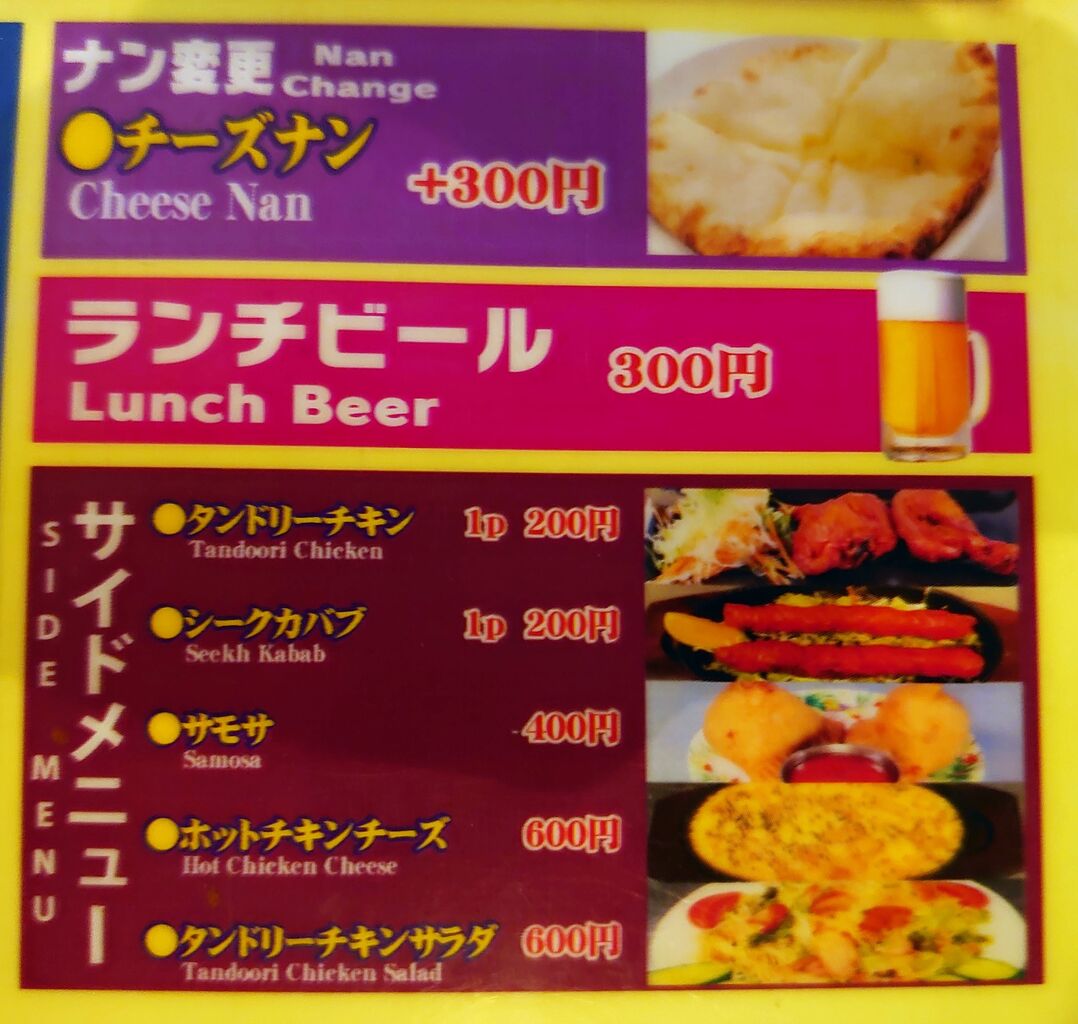 ナン変更 Nan Change
●チーズナン
Cheese Nan
+300円
ランチビール
Lunch Beer
300円
サイドメニュー
SIDE MENU
●タンドリーチキン 1p 200円
Tandoori Chicken
●シークカバブ 1p 200円
Seekh Kabab
●サモサ 400円
Samosa
●ホットチキンチーズ 600円
Hot Chicken Cheese
●タンドリーチキンサラダ 600円
Tandoori Chicken Salad